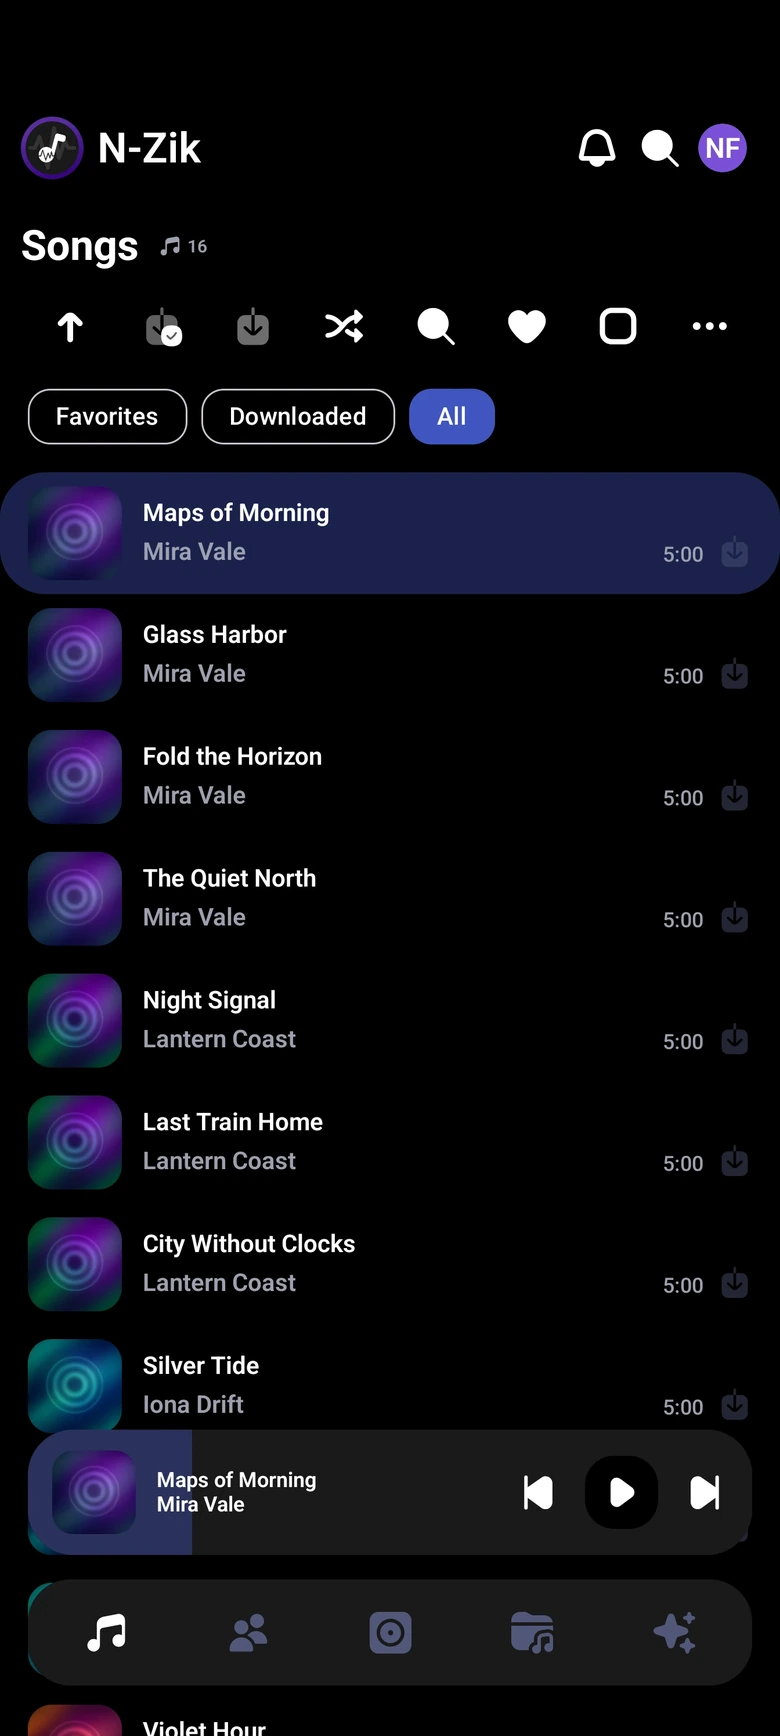 N-Zik
NF
Songs
16
Favorites
Downloaded
All
Maps of Morning
Mira Vale
5:00
Glass Harbor
Mira Vale
5:00
Fold the Horizon
Mira Vale
5:00
The Quiet North
Mira Vale
5:00
Night Signal
Lantern Coast
5:00
Last Train Home
Lantern Coast
5:00
City Without Clocks
Lantern Coast
5:00
Silver Tide
Iona Drift
5:00
Maps of Morning
Mira Vale
Violet Hour